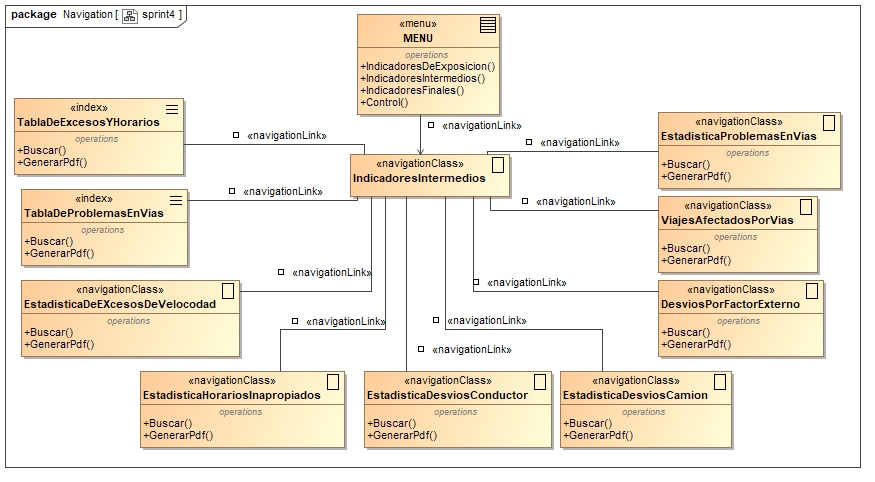 package Navigation [ sprint4 ]
«menu»
MENU
operations
+IndicadoresDeExposicion()
+IndicadoresIntermedios()
+IndicadoresFinales()
+Control()
«navigationLink»
«index»
TablaDeExcesosYHorarios
operations
+Buscar()
+GenerarPdf()
«navigationLink»
«navigationClass»
IndicadoresIntermedios
«navigationLink»
«navigationClass»
EstadisticaProblemasEnVias
operations
+Buscar()
+GenerarPdf()
«index»
TablaDeProblemasEnVias
operations
+Buscar()
+GenerarPdf()
«navigationLink»
«navigationLink»
«navigationClass»
ViajesAfectadosPorVias
operations
+Buscar()
+GenerarPdf()
«navigationClass»
EstadisticaDeEXcesosDeVelocodad
operations
+Buscar()
+GenerarPdf()
«navigationLink»
«navigationLink»
«navigationClass»
DesviosPorFactorExterno
operations
+Buscar()
+GenerarPdf()
«navigationLink»
«navigationLink»
«navigationLink»
«navigationClass»
EstadisticaHorariosInapropiados
operations
+Buscar()
+GenerarPdf()
«navigationClass»
EstadisticaDesviosConductor
operations
+Buscar()
+GenerarPdf()
«navigationClass»
EstadisticaDesviosCamion
operations
+Buscar()
+GenerarPdf()